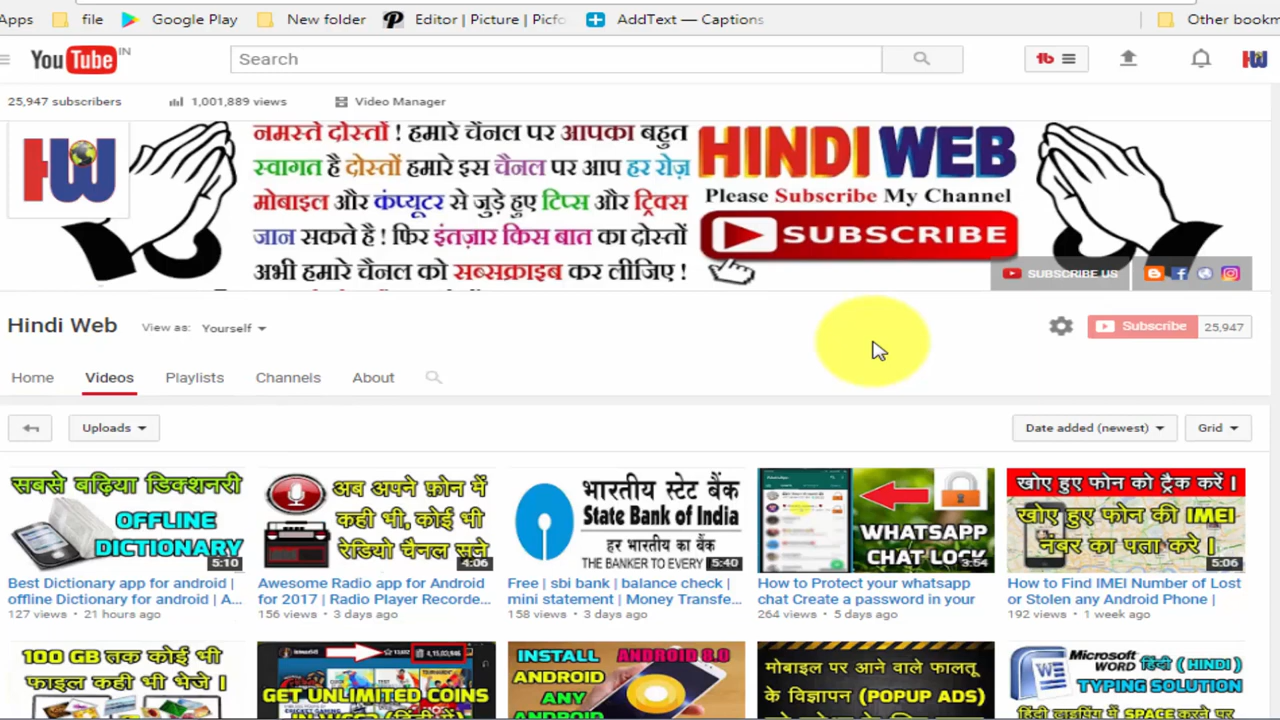 Apps file Google Play New folder Editor | Picture | Picfo AddText — Captions Other bookm
YouTube IN Search
25,947 subscribers 1,001,889 views Video Manager
HW
नमस्ते दोस्तों ! हमारे चैनल पर आपका बहुत
स्वागत है दोस्तों हमारे इस चैनल पर आप हर रोज़
मोबाइल और कंप्यूटर से जुड़े हुए टिप्स और ट्रिक्स
जान सकते है ! फिर इंतज़ार किस बात का दोस्तों
अभी हमारे चैनल को सब्सक्राइब कर लीजिए !
HINDI WEB
Please Subscribe My Channel
SUBSCRIBE
SUBSCRIBE US
Hindi Web View as: Yourself Subscribe 25,947
Home Videos Playlists Channels About
Uploads Date added (newest) Grid
सबसे बढ़िया डिक्शनरी
OFFLINE
DICTIONARY
5:10
Best Dictionary app for android |
offline Dictionary for android | A...
127 views • 21 hours ago
अब अपने फ़ोन में
कही भी, कोई भी
रेडियो चैनल सुने
4:06
Awesome Radio app for Android
for 2017 | Radio Player Recorde...
156 views • 3 days ago
भारतीय स्टेट बैंक
State Bank of India
हर भारतीय का बैंक
THE BANKER TO EVERY
5:40
Free | sbi bank | balance check |
mini statement | Money Transfe...
158 views • 3 days ago
WHATSAPP
CHAT LOCK
3:54
How to Protect your whatsapp
chat Create a password in your
264 views • 5 days ago
खोए हुए फोन को ट्रैक करें |
खोए हुए फोन की IMEI
नंबर का पता करे |
5:06
How to Find IMEI Number of Lost
or Stolen any Android Phone |
192 views • 1 week ago
100 GB तक कोई भी
फाइल कही भी भेजे |
GET UNLIMITED COINS
INSTALL ANDROID 8.0
ANDROID
ANY
ANDROID
मोबाइल पर आने वाले फालतू
के विज्ञापन (POPUP ADS)
Microsoft WORD हिंदी ( HINDI )
TYPING SOLUTION
हिंदी टाइपिंग में SPACE करने पर